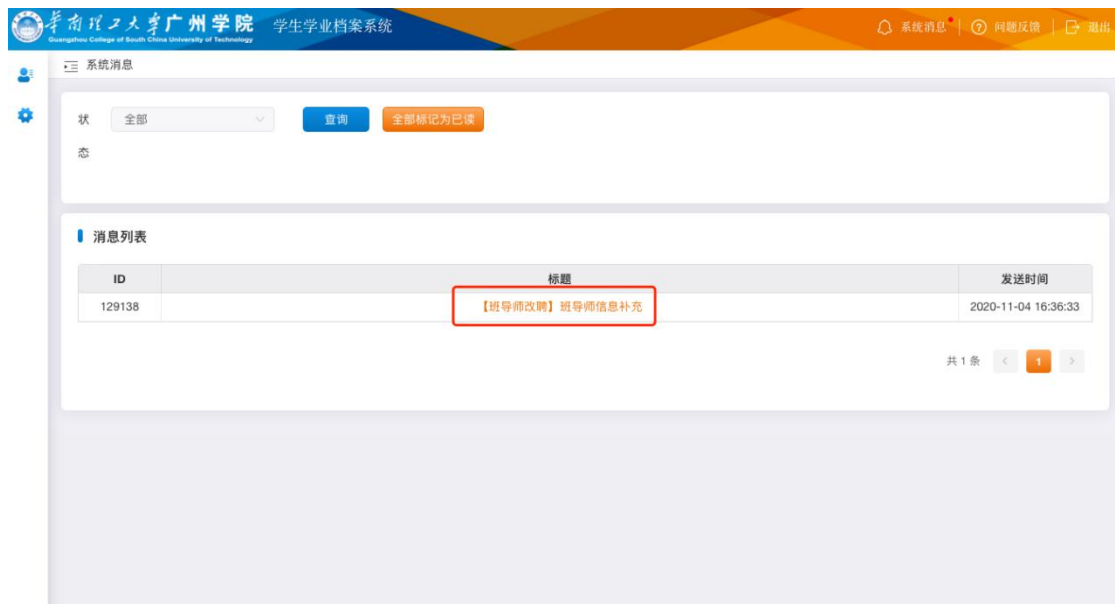 华南理工大学广州学院 学生学业档案系统 系统消息 问题反馈 退出
Guangzhou College of South China University of Technology
系统消息
状态 全部 查询 全部标记为已读
消息列表
ID 标题 发送时间
129138 【班导师改聘】班导师信息补充 2020-11-04 16:36:33
共 1 条 < 1 >